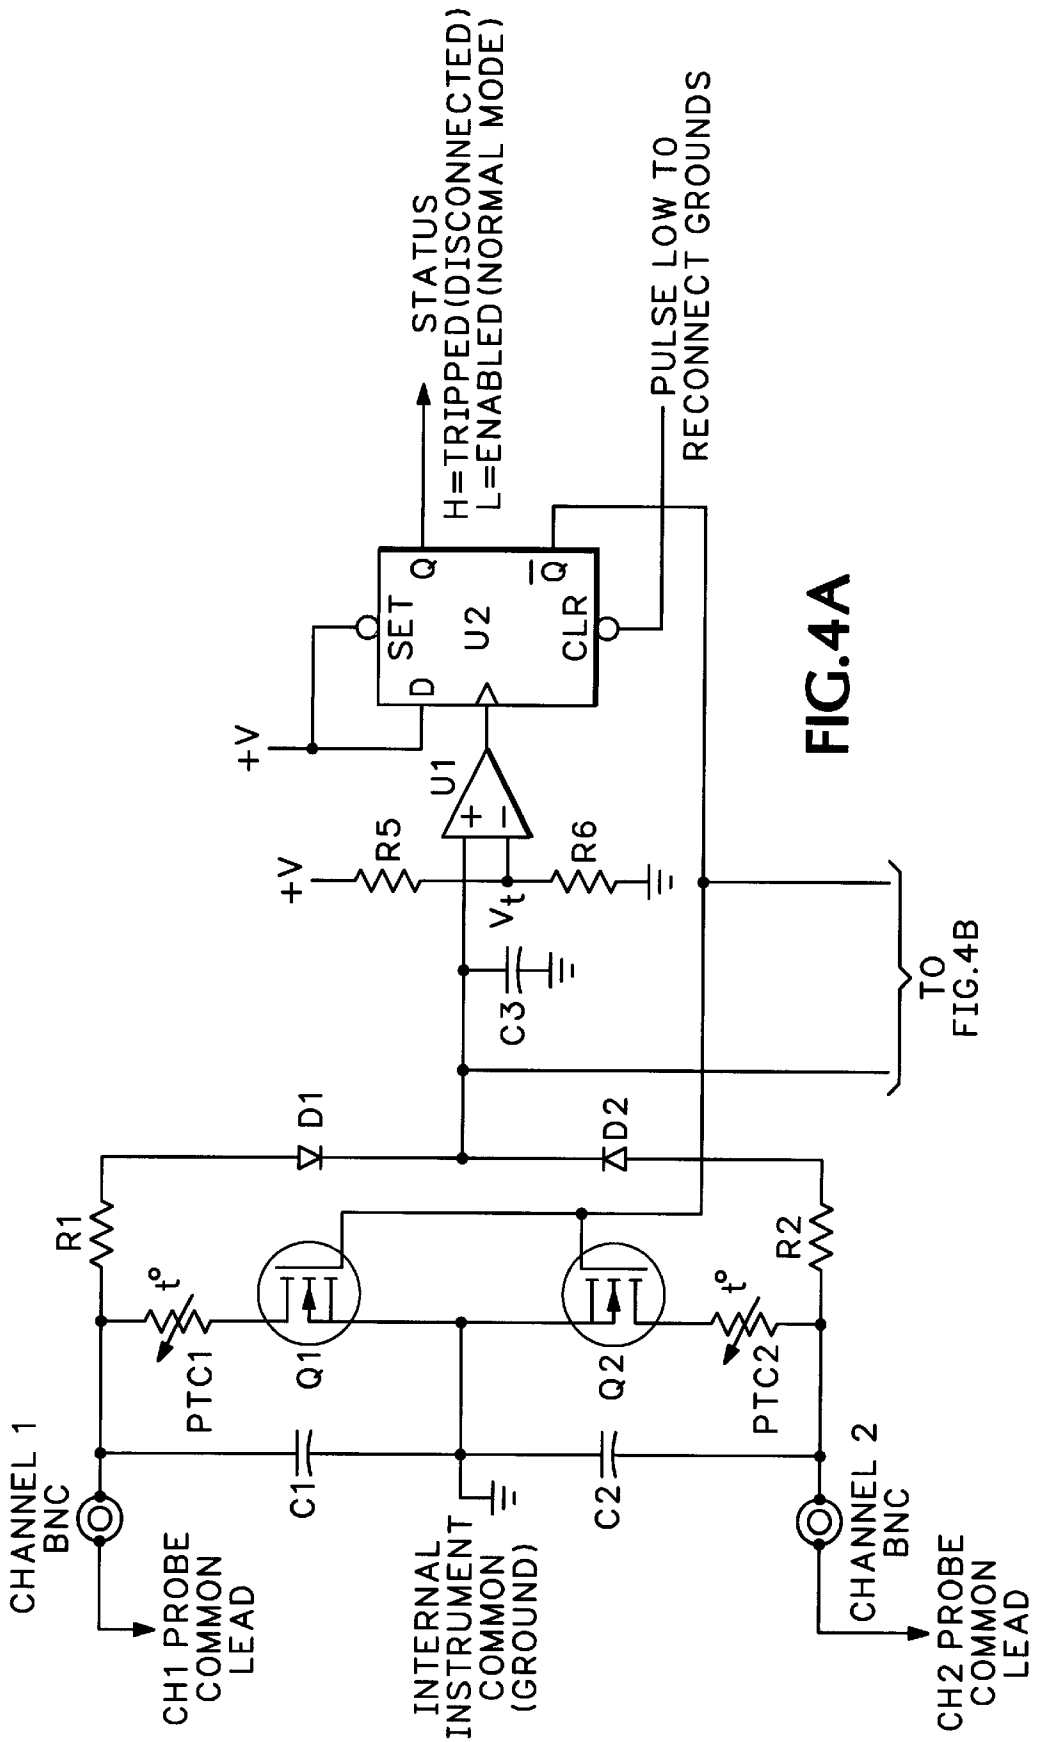 CHANNEL 1
BNC
CH1 PROBE
COMMON
LEAD
R1
t°
PTC1
Q1
C1
D1
INTERNAL
INSTRUMENT
COMMON
(GROUND)
C2
Q2
PTC2
t°
R2
D2
CHANNEL 2
BNC
CH2 PROBE
COMMON
LEAD
C3
+V
R5
Vt
R6
U1
+
−
+V
SET
D
Q
U2
Q̅
CLR
STATUS
H=TRIPPED(DISCONNECTED)
L=ENABLED(NORMAL MODE)
PULSE LOW TO
RECONNECT GROUNDS
TO
FIG.4B
FIG.4A